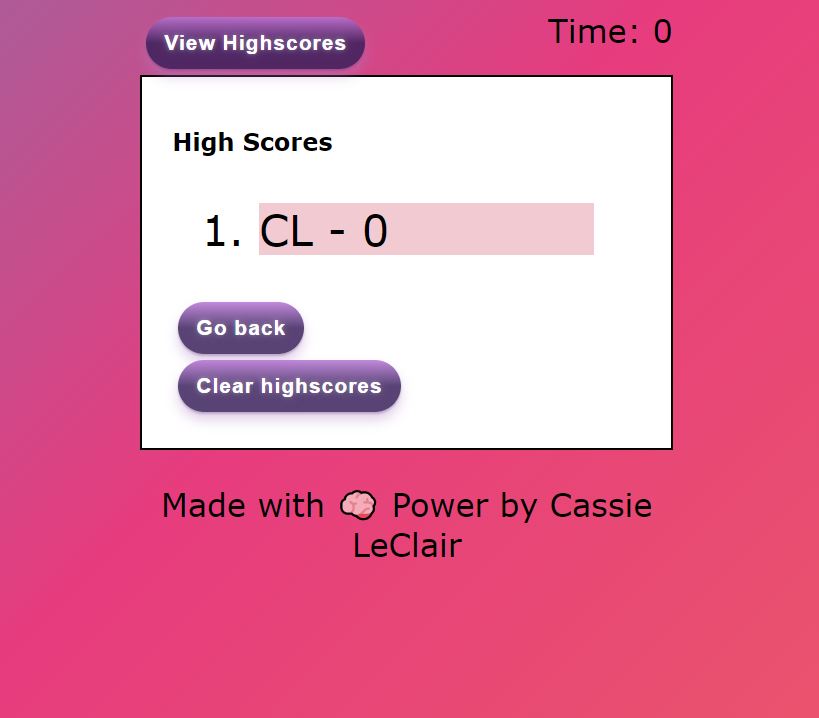 View Highscores
Time: 0
High Scores
1. CL - 0
Go back
Clear highscores
Made with 🧠 Power by Cassie
LeClair